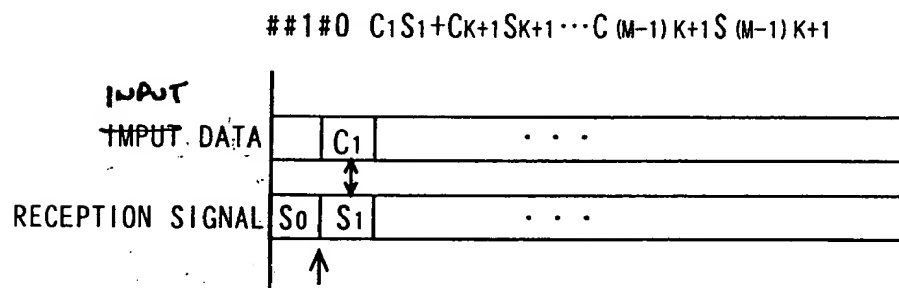 ##1#0 C1S1+CK+1SK+1···C(M-1)K+1S(M-1)K+1
INPUT
IMPUT DATA C1 ···
RECEPTION SIGNAL S0 S1 ···